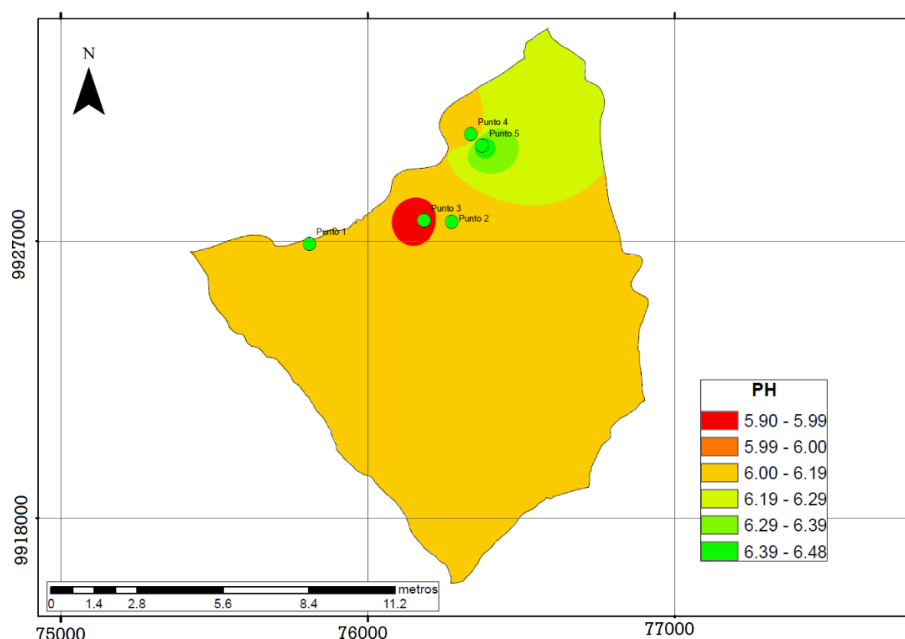 N
Punto 4
Punto 5
Punto 3
Punto 2
Punto 1
9927000
9918000
PH
5.90 - 5.99
5.99 - 6.00
6.00 - 6.19
6.19 - 6.29
6.29 - 6.39
6.39 - 6.48
metros
0 1.4 2.8 5.6 8.4 11.2
75000 76000 77000